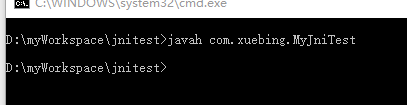 C:\WINDOWS\system32\cmd.exe
D:\myWorkspace\jnitest>javah com.xuebing.MyJniTest
D:\myWorkspace\jnitest>